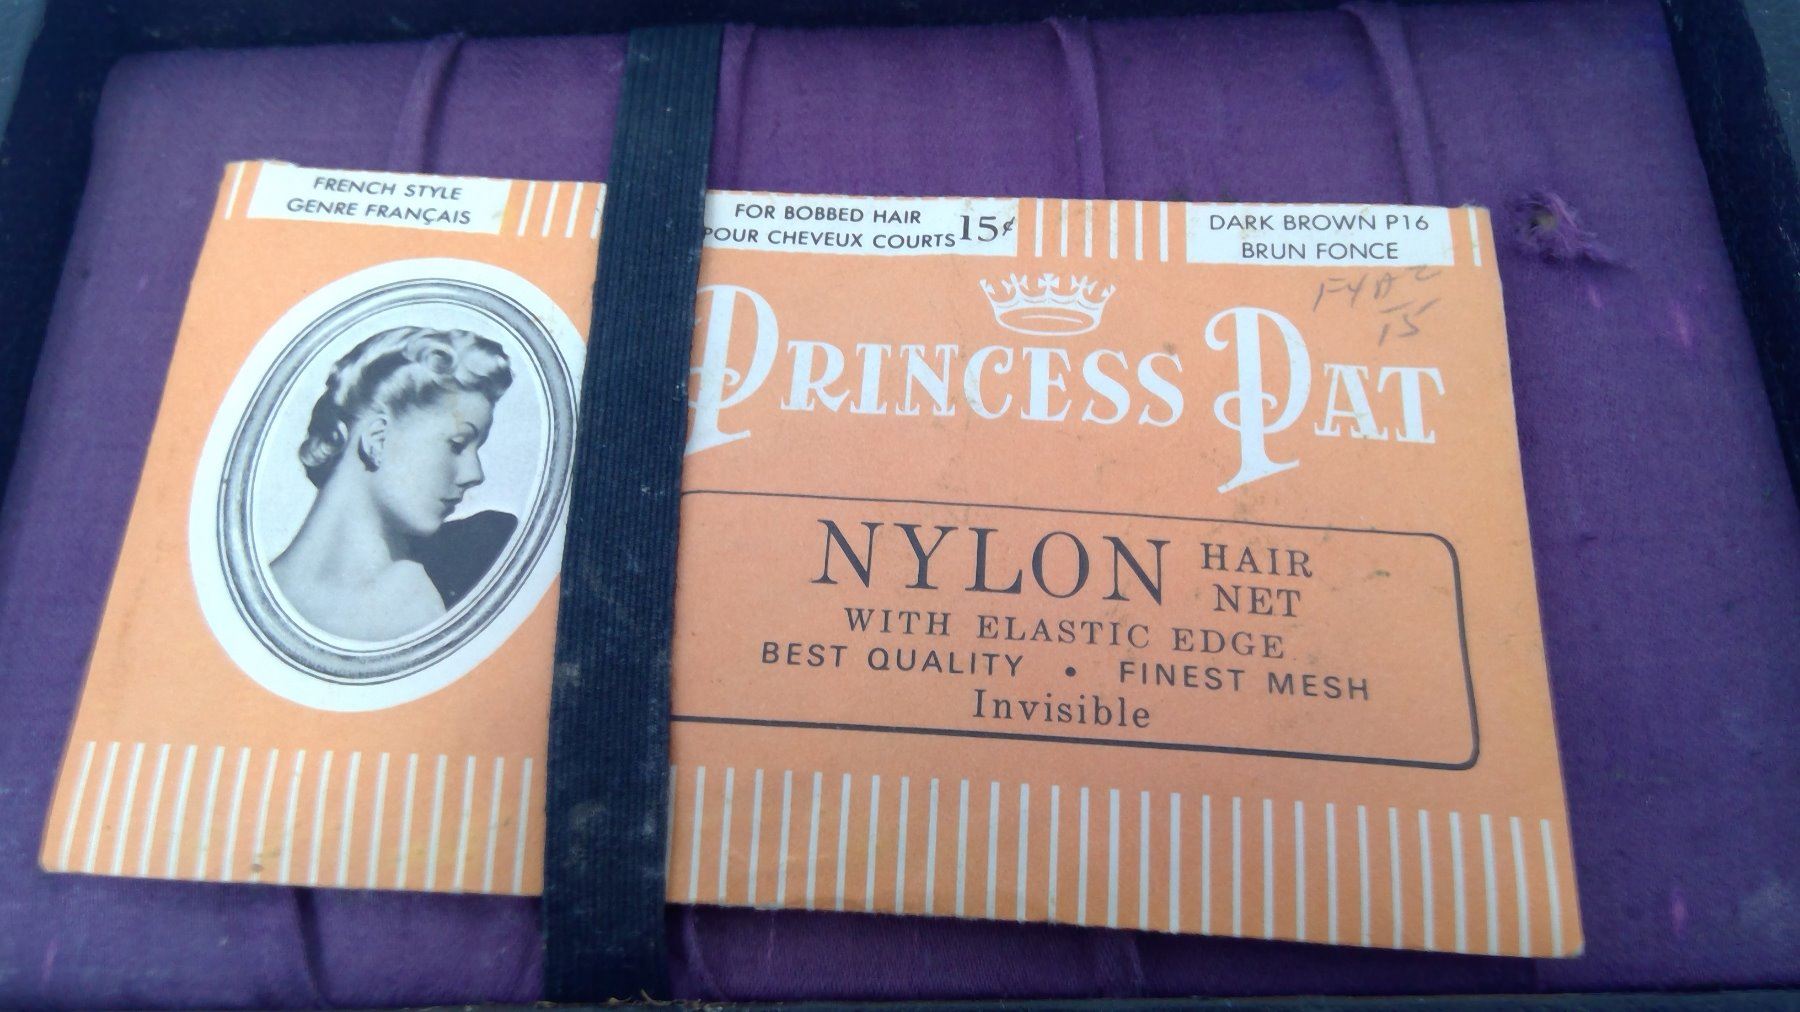 FRENCH STYLE
GENRE FRANÇAIS
FOR BOBBED HAIR
POUR CHEVEUX COURTS
15¢
DARK BROWN P16
BRUN FONCE
15
PRINCESS PAT
NYLON HAIR NET
WITH ELASTIC EDGE
BEST QUALITY • FINEST MESH
Invisible